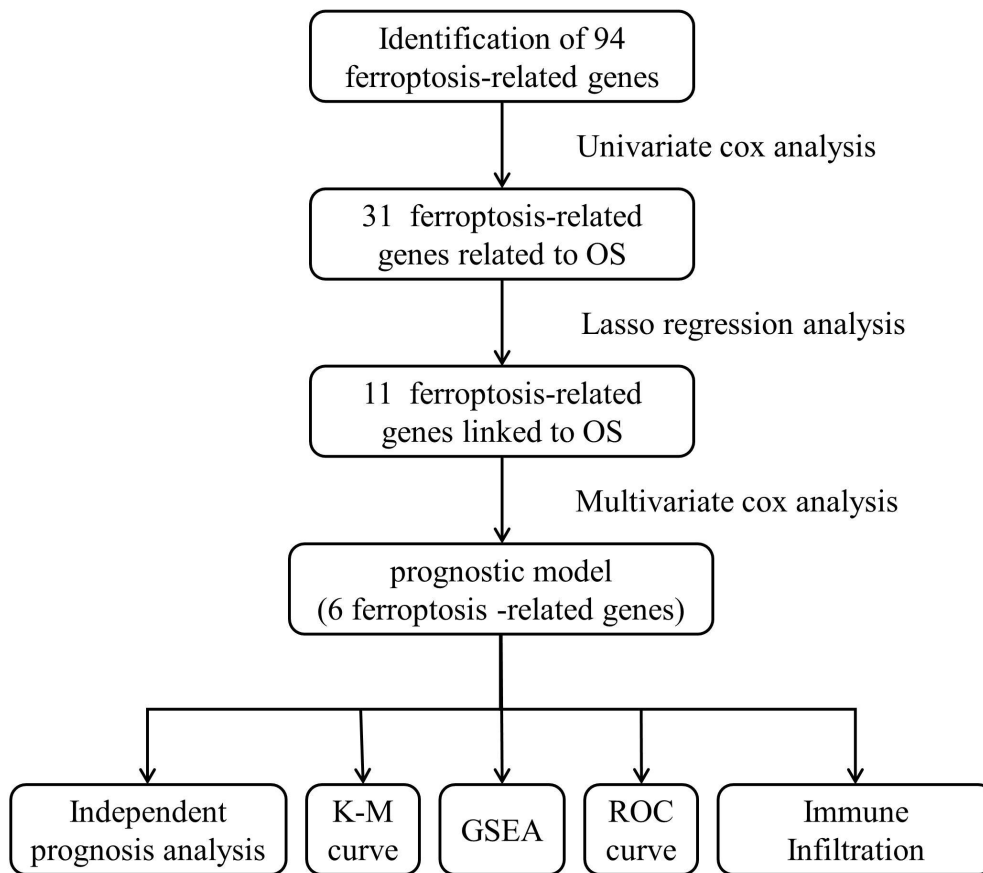 Identification of 94
ferroptosis-related genes
Univariate cox analysis
31 ferroptosis-related
genes related to OS
Lasso regression analysis
11 ferroptosis-related
genes linked to OS
Multivariate cox analysis
prognostic model
(6 ferroptosis -related genes)
Independent
prognosis analysis
K-M
curve
GSEA
ROC
curve
Immune
Infiltration